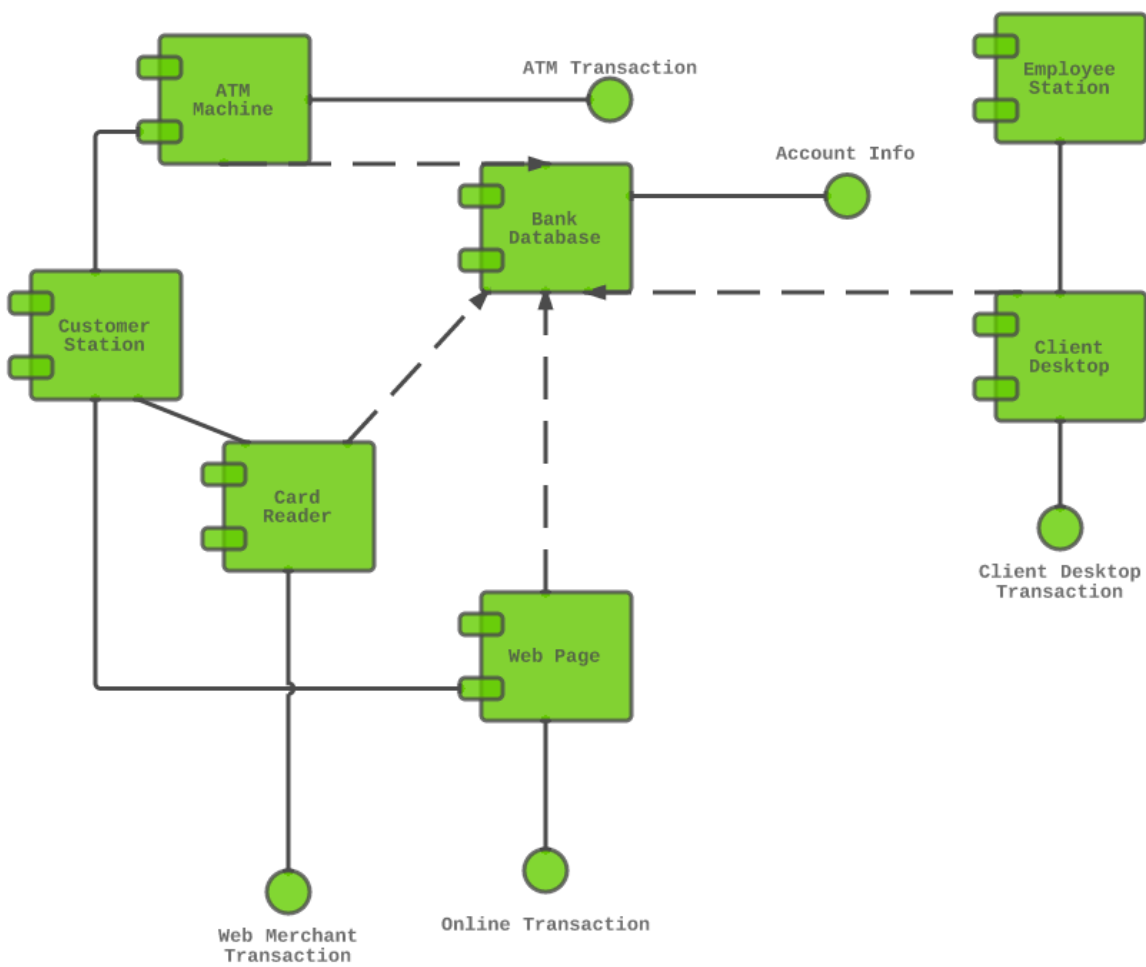 ATM Transaction
Employee
Station
ATM
Machine
Account Info
Bank
Database
Customer
Station
Client
Desktop
Card
Reader
Client Desktop
Transaction
Web Page
Online Transaction
Web Merchant
Transaction